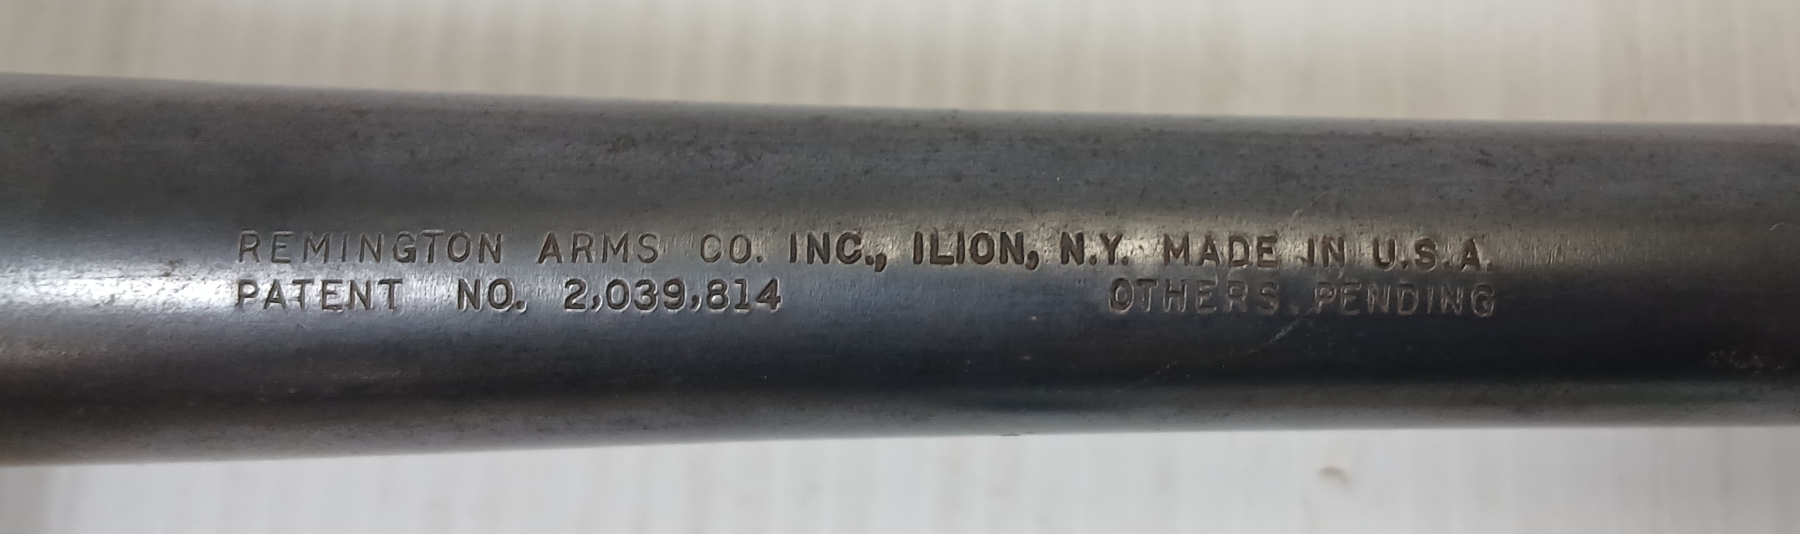 REMINGTON ARMS CO. INC., ILION, N.Y. MADE IN U.S.A.
PATENT NO. 2,039,814 OTHERS PENDING